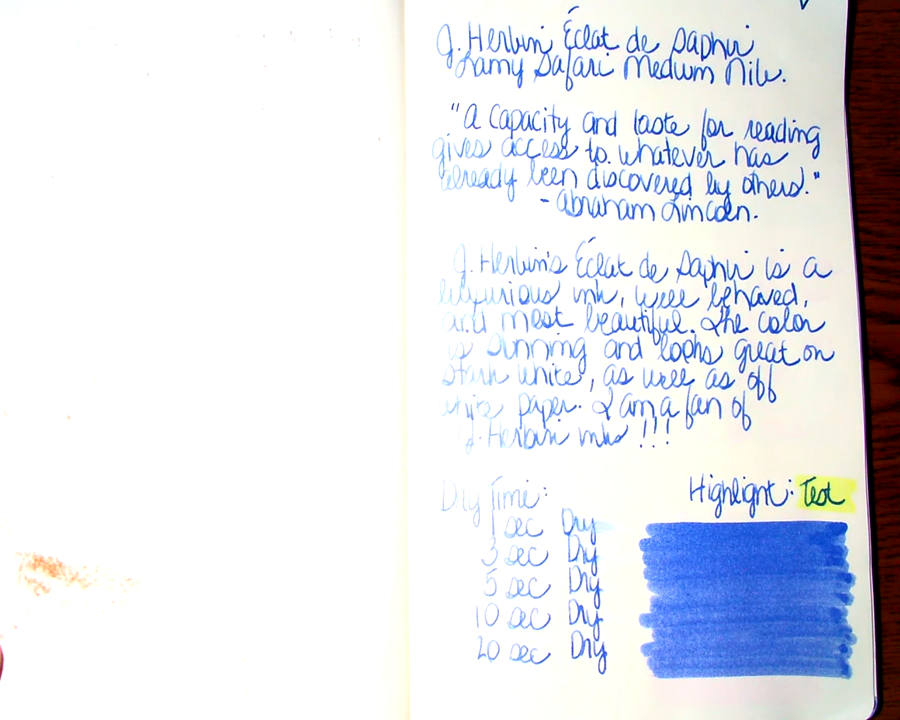 J. Herbin Éclat de Saphir
Lamy Safari Medium Nib.
"A capacity and taste for reading
gives access to whatever has
already been discovered by others."
- Abraham Lincoln.
J. Herbin's Éclat de Saphir is a
luxurious ink, well behaved,
and most beautiful. The color
is stunning and looks great on
stark white, as well as off
white paper. I am a fan of
J. Herbin inks!!!
Dry Time:
1 sec Dry
3 sec Dry
5 sec Dry
10 sec Dry
20 sec Dry
Highlight: Test